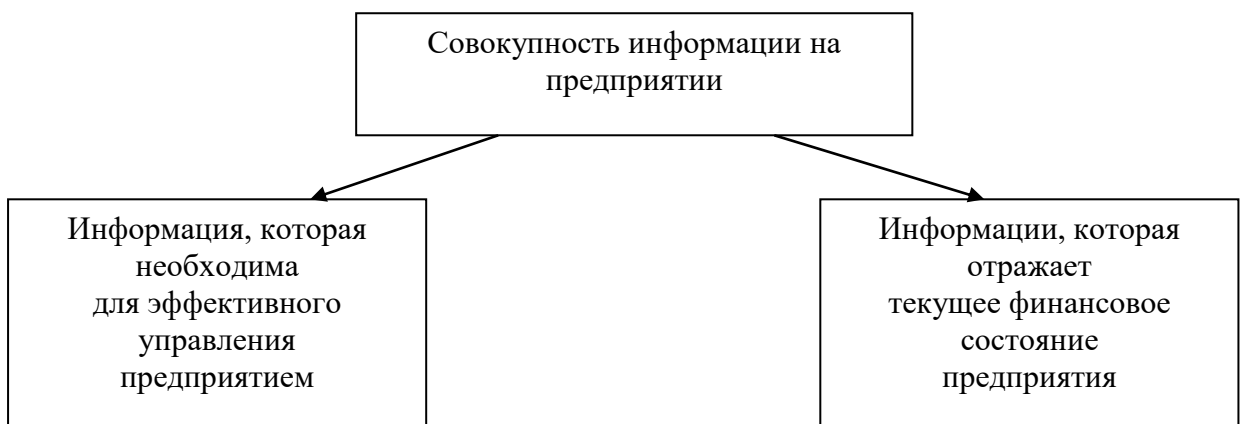 Совокупность информации на
предприятии
Информация, которая
необходима
для эффективного
управления
предприятием
Информации, которая
отражает
текущее финансовое
состояние
предприятия